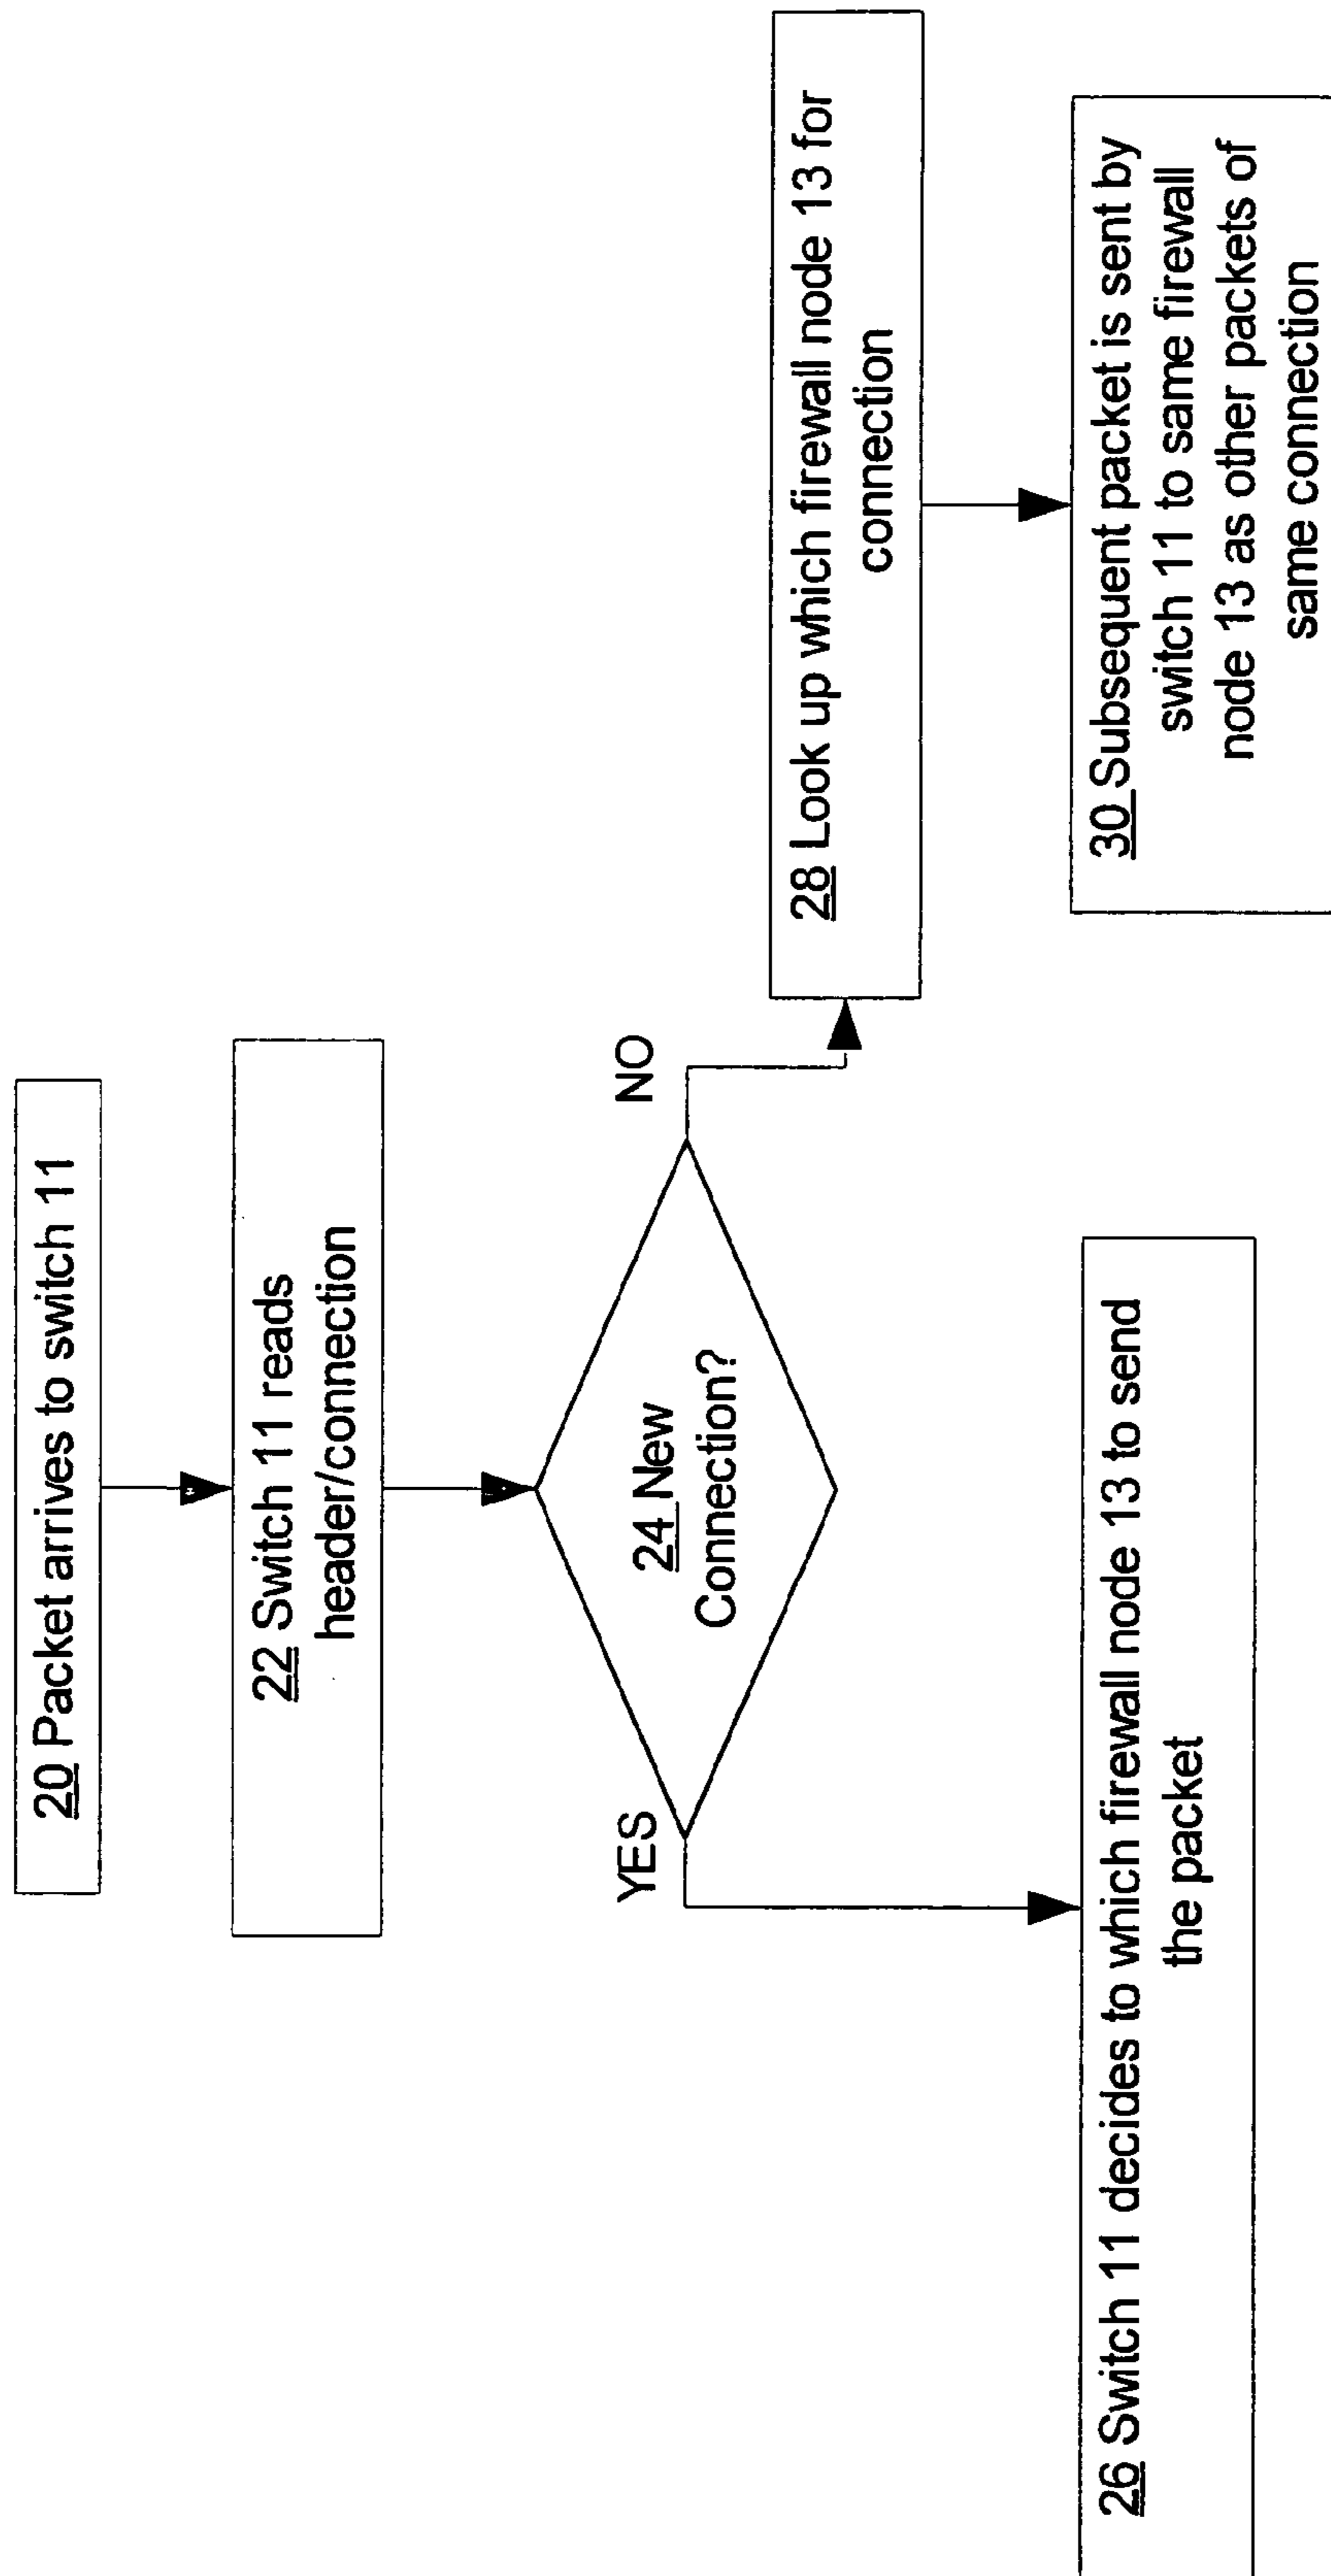 20 Packet arrives to switch 11
22 Switch 11 reads
header/connection
24 New
Connection?
YES
NO
26 Switch 11 decides to which firewall node 13 to send
the packet
28 Look up which firewall node 13 for
connection
30 Subsequent packet is sent by
switch 11 to same firewall
node 13 as other packets of
same connection